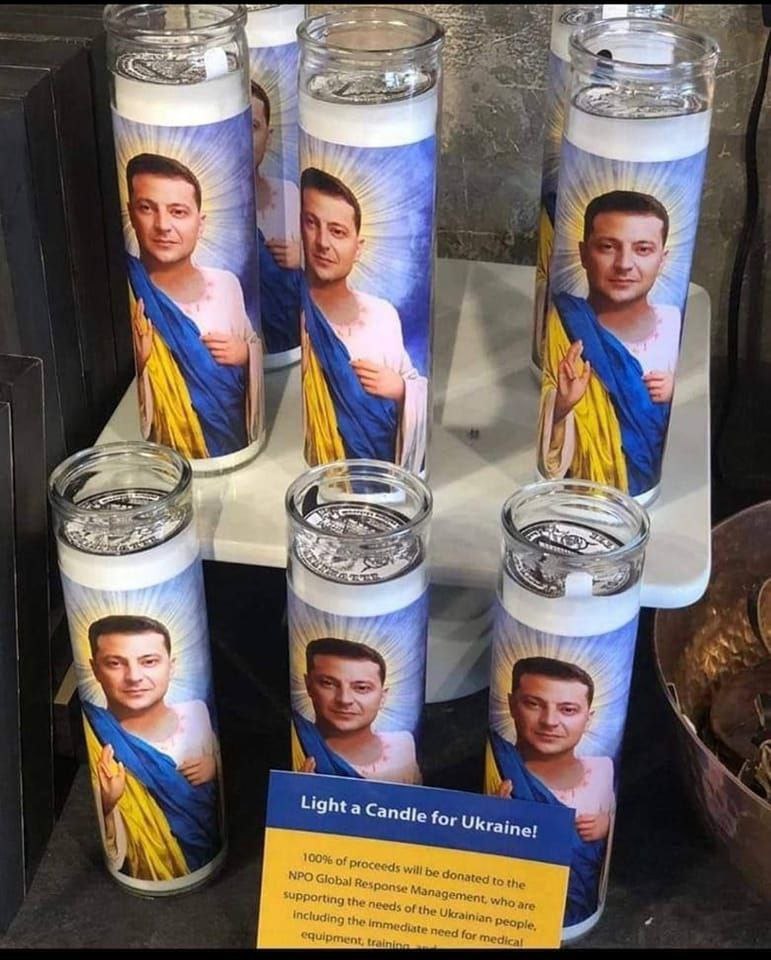 Light a Candle for Ukraine!
100% of proceeds will be donated to the
NPO Global Response Management, who are
supporting the needs of the Ukrainian people,
including the immediate need for medical
equipment, training, and